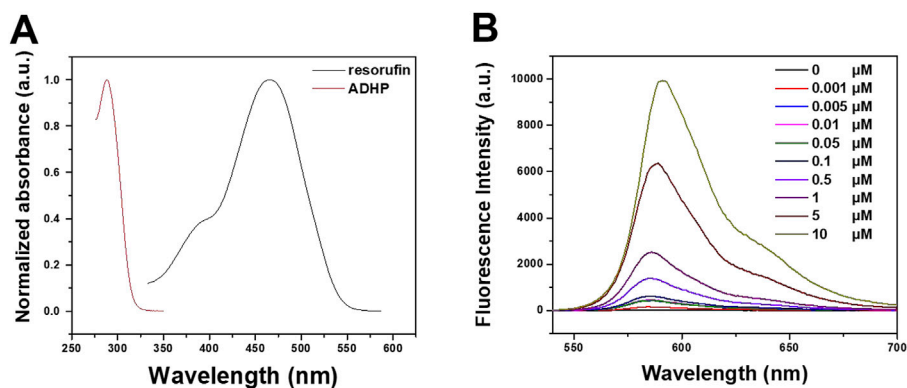 A
Normalized absorbance (a.u.)
1.0
0.8
0.6
0.4
0.2
0.0
resorufin
ADHP
250 300 350 400 450 500 550 600
Wavelength (nm)
B
Fluorescence Intensity (a.u.)
10000
8000
6000
4000
2000
0
0 µM
0.001 µM
0.005 µM
0.01 µM
0.05 µM
0.1 µM
0.5 µM
1 µM
5 µM
10 µM
550 600 650 700
Wavelength (nm)